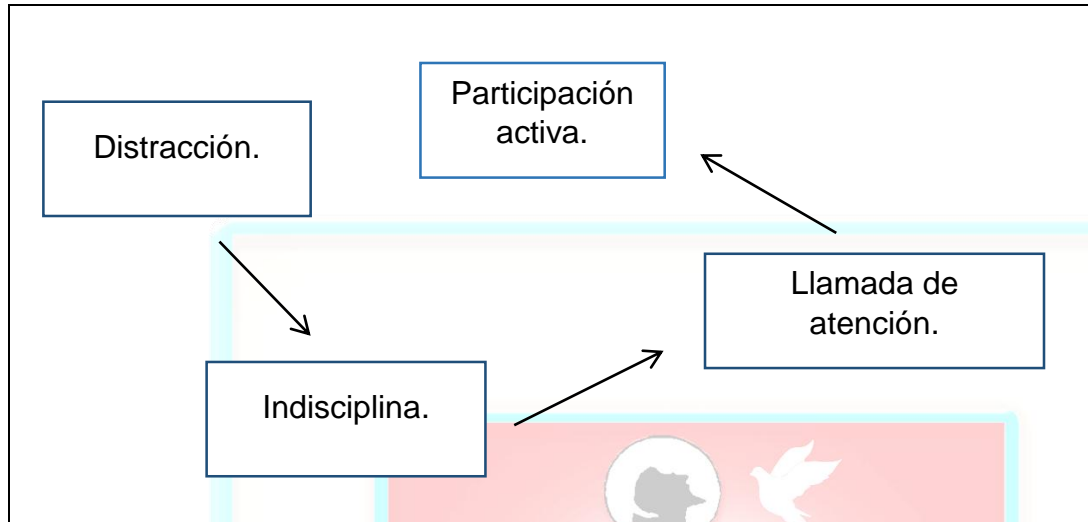 Distracción.
Participación
activa.
Llamada de
atención.
Indisciplina.